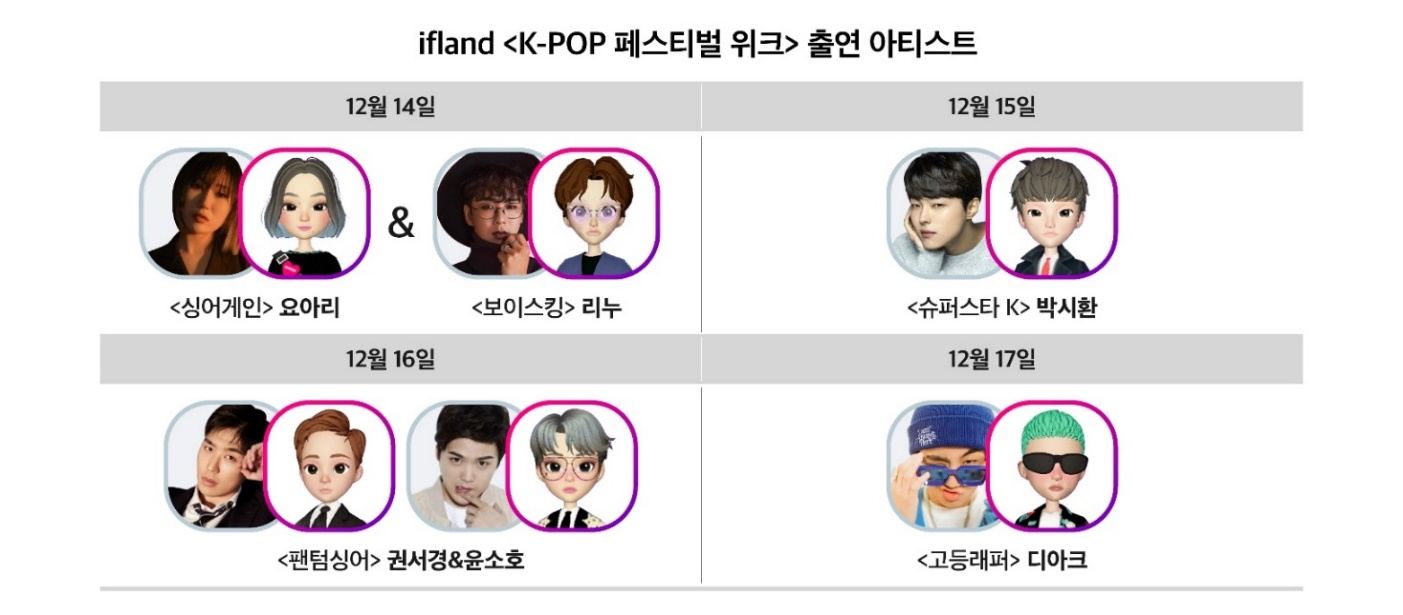 ifland <K-POP 페스티벌 위크> 출연 아티스트
12월 14일
12월 15일
&
<싱어게인> 요아리
<보이스킹> 리누
<슈퍼스타 K> 박시환
12월 16일
12월 17일
<팬텀싱어> 권서경&윤소호
<고등래퍼> 디아크